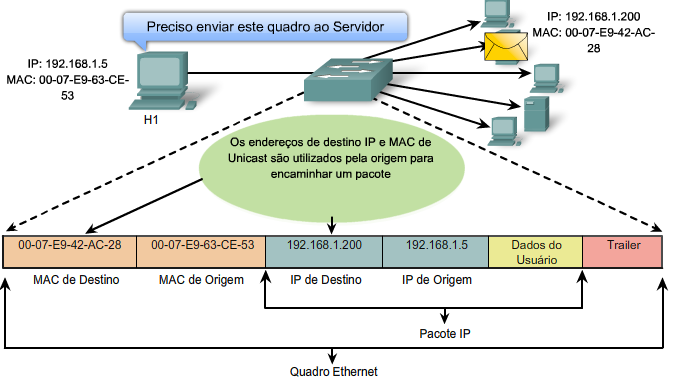 Preciso enviar este quadro ao Servidor
IP: 192.168.1.200
MAC: 00-07-E9-42-AC-
28
IP: 192.168.1.5
MAC: 00-07-E9-63-CE-
53
H1
Os endereços de destino IP e MAC de
Unicast são utilizados pela origem para
encaminhar um pacote
00-07-E9-42-AC-28
00-07-E9-63-CE-53
192.168.1.200
192.168.1.5
Dados do
Usuário
Trailer
MAC de Destino
MAC de Origem
IP de Destino
IP de Origem
Pacote IP
Quadro Ethernet